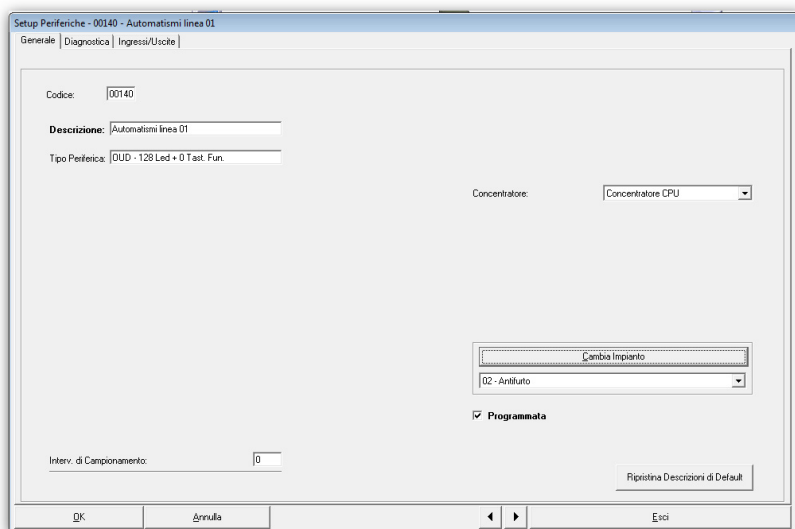 Setup Periferiche - 00140 - Automatismi linea 01
Generale Diagnostica Ingressi/Uscite
Codice: 00140
Descrizione: Automatismi linea 01
Tipo Periferica: OUD - 128 Led + 0 Tast. Fun.
Concentratore: Concentratore CPU
Cambia Impianto
02 - Antifurto
Programmata
Interv. di Campionamento: 0
Ripristina Descrizioni di Default
OK Annulla Esci